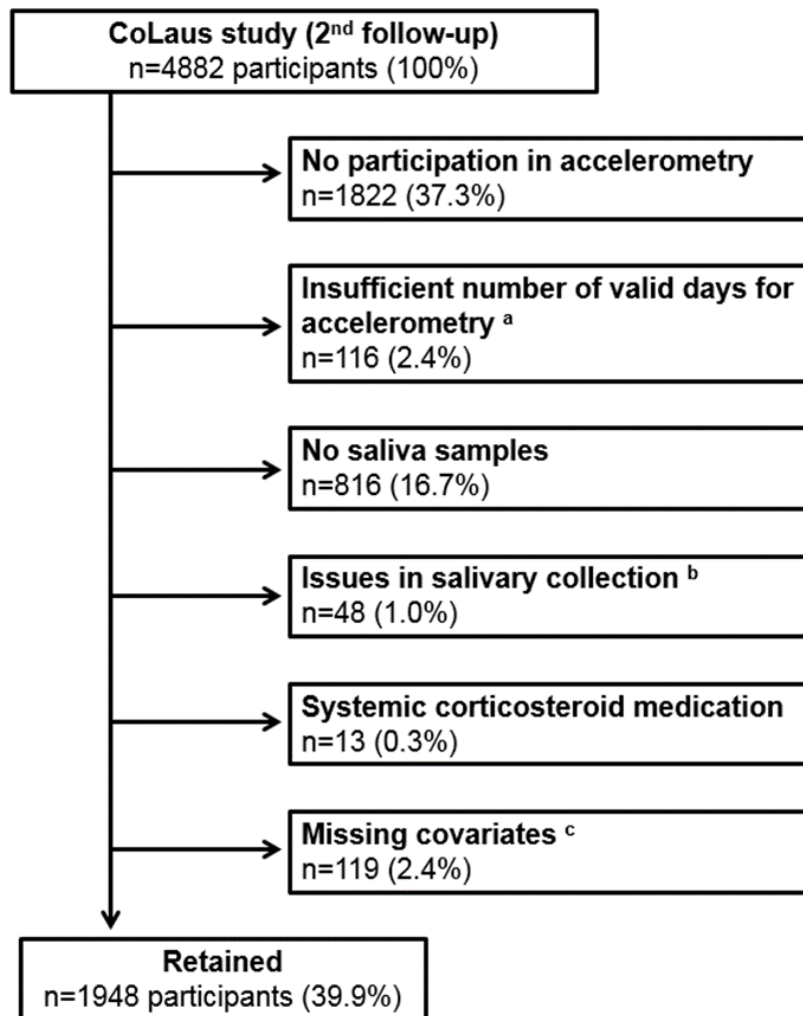 CoLaus study (2nd follow-up)
n=4882 participants (100%)
No participation in accelerometry
n=1822 (37.3%)
Insufficient number of valid days for
accelerometry a
n=116 (2.4%)
No saliva samples
n=816 (16.7%)
Issues in salivary collection b
n=48 (1.0%)
Systemic corticosteroid medication
n=13 (0.3%)
Missing covariates c
n=119 (2.4%)
Retained
n=1948 participants (39.9%)